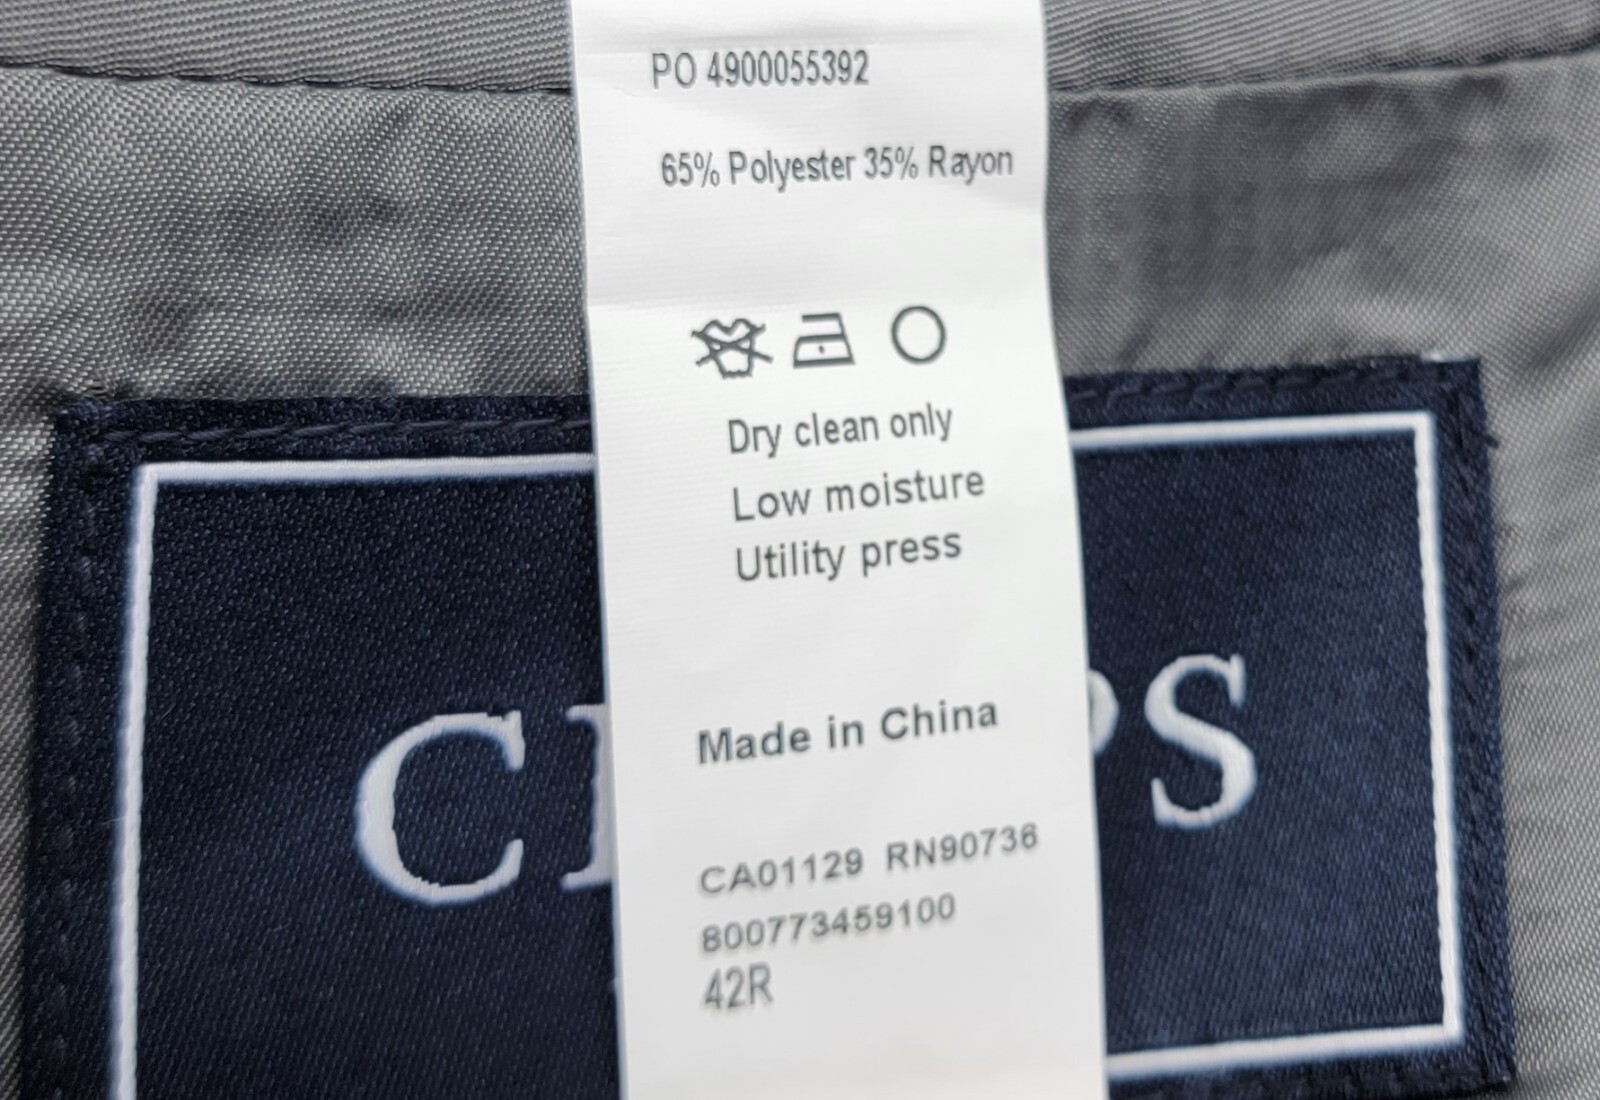 PO 4900055392
65% Polyester 35% Rayon
Dry clean only
Low moisture
Utility press
Made in China
CA01129 RN90736
800773459100
42R